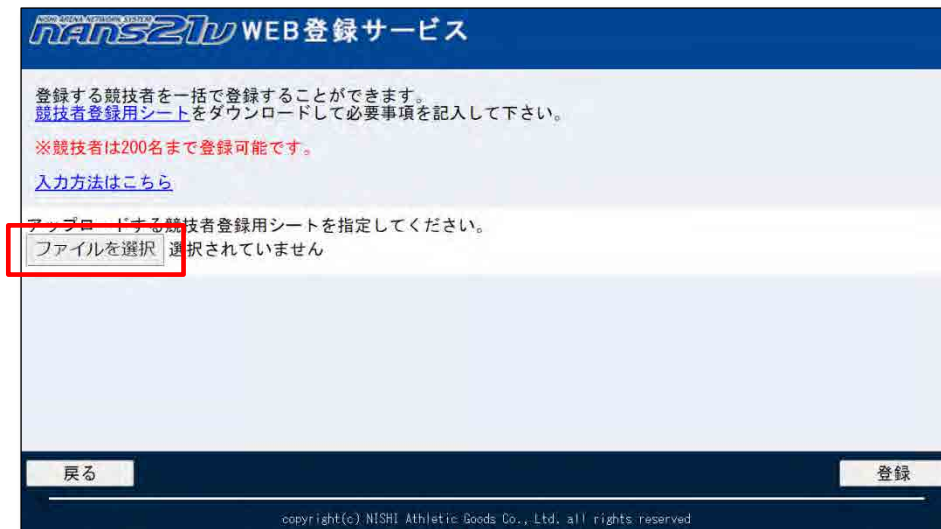 NISHI ARENA NETWORK SYSTEM
NANS21V WEB登録サービス
登録する競技者を一括で登録することができます。
競技者登録用シートをダウンロードして必要事項を記入して下さい。
※競技者は200名まで登録可能です。
入力方法はこちら
アップロードする競技者登録用シートを指定してください。
ファイルを選択 選択されていません
戻る 登録
copyright(c) NISHI Athletic Goods Co., Ltd. all rights reserved